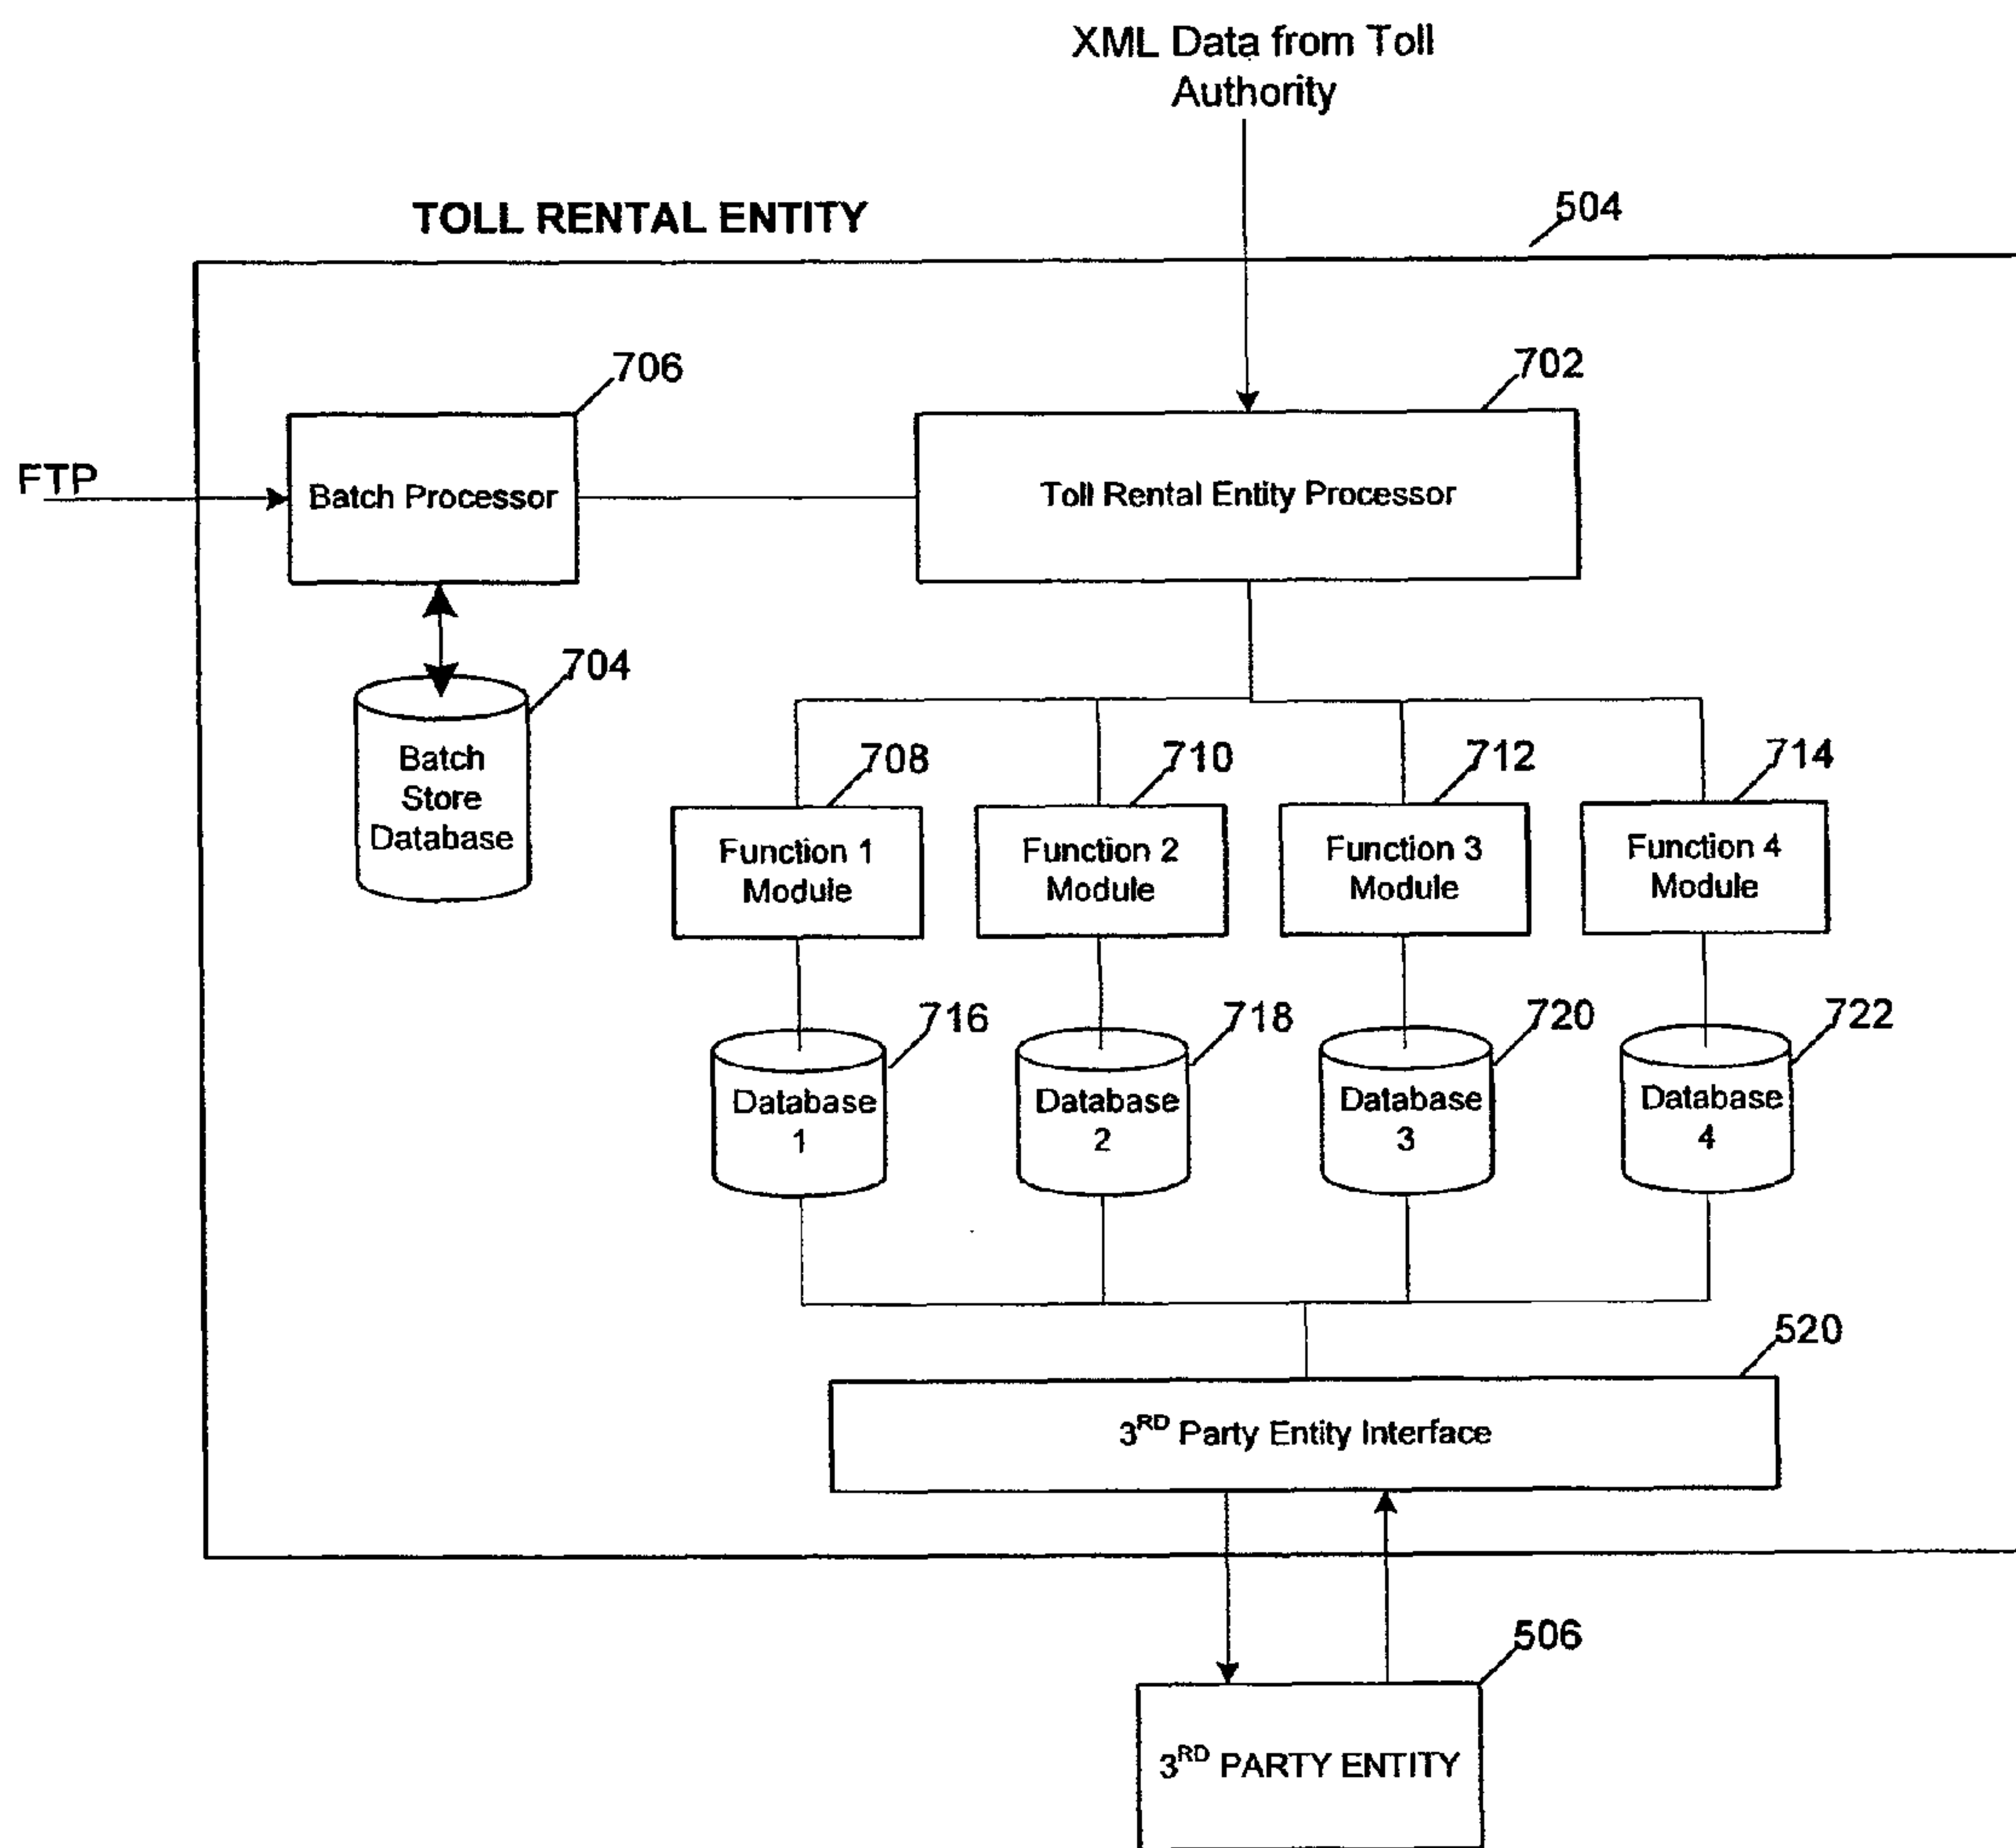 XML Data from Toll
Authority
TOLL RENTAL ENTITY
504
706
702
FTP
Batch Processor
Toll Rental Entity Processor
704
Batch
Store
Database
708
710
712
714
Function 1
Module
Function 2
Module
Function 3
Module
Function 4
Module
716
718
720
722
Database
1
Database
2
Database
3
Database
4
520
3RD Party Entity Interface
506
3RD PARTY ENTITY